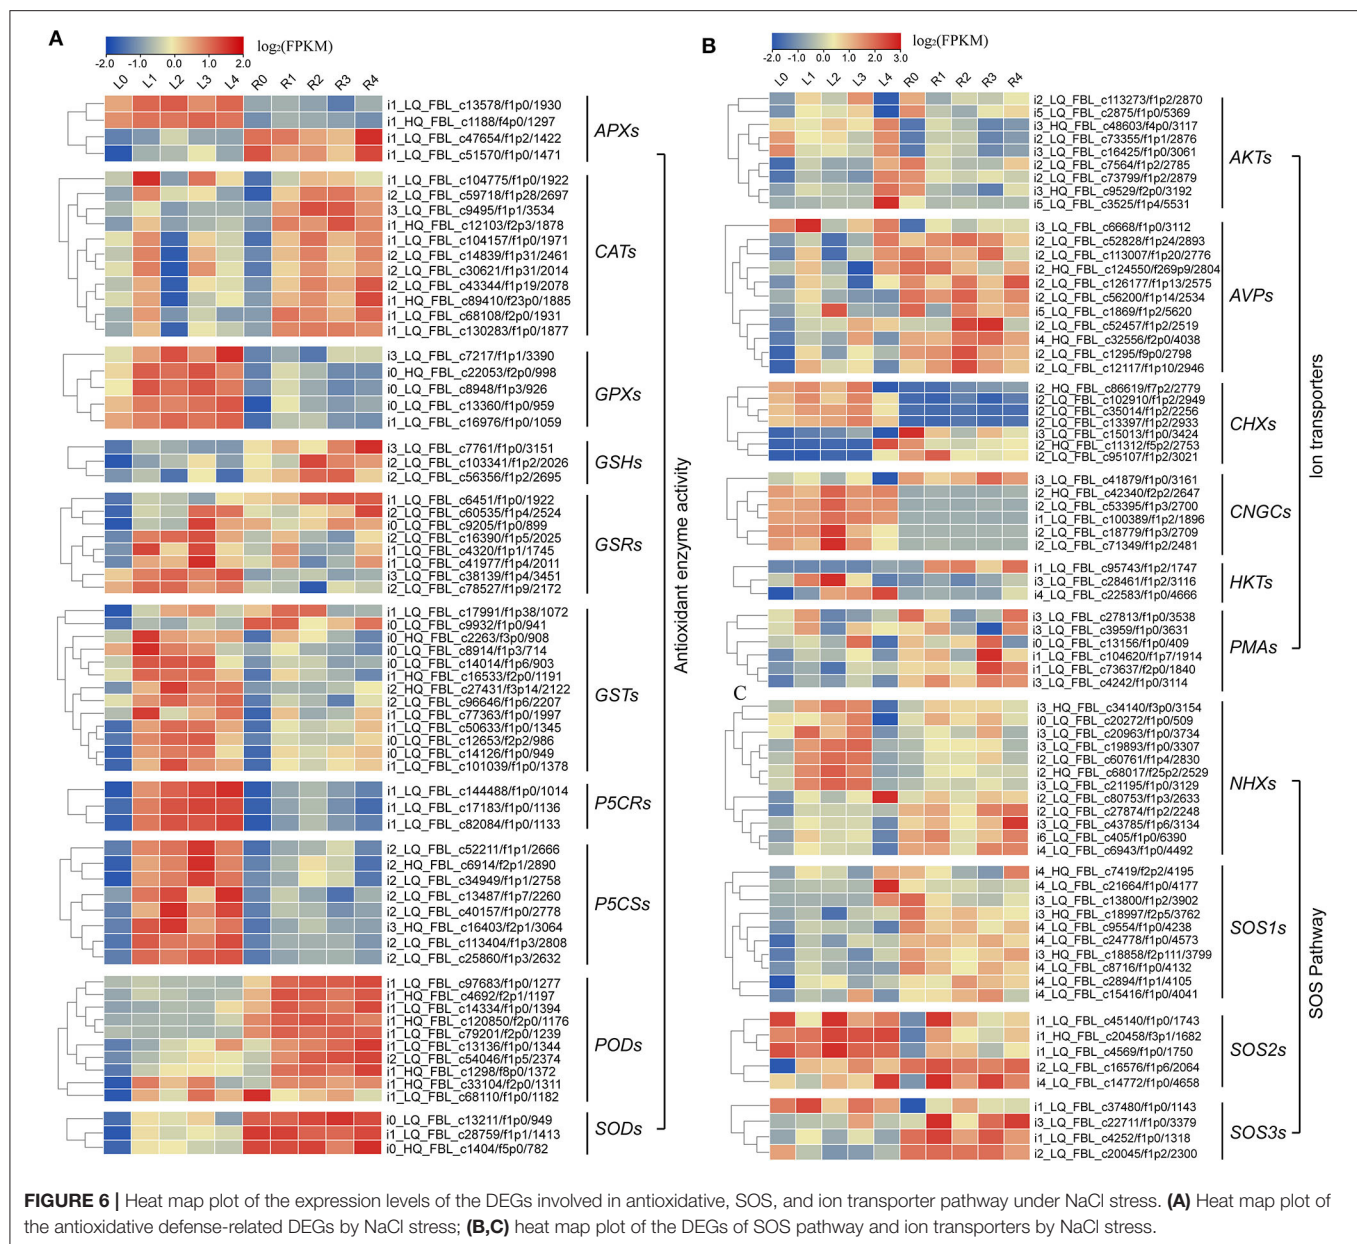 A
log2(FPKM)
-2.0 -1.0 0.0 1.0 2.0
L0 L1 L2 L3 L4 R0 R1 R2 R3 R4
i1_LQ_FBL_c13578/f1p0/1930
i1_HQ_FBL_c1188/f4p0/1297
i1_LQ_FBL_c47654/f1p2/1422
i1_LQ_FBL_c51570/f1p0/1471
APXs
i1_LQ_FBL_c104775/f1p0/1922
i2_LQ_FBL_c59718/f1p28/2697
i3_LQ_FBL_c9495/f1p1/3534
i1_HQ_FBL_c12103/f2p3/1878
i1_LQ_FBL_c104157/f1p0/1971
i2_LQ_FBL_c14839/f1p31/2461
i2_LQ_FBL_c30621/f1p31/2014
i2_LQ_FBL_c43344/f1p19/2078
i1_HQ_FBL_c89410/f23p0/1885
i1_LQ_FBL_c68108/f2p0/1931
i1_LQ_FBL_c130283/f1p0/1877
CATs
i3_LQ_FBL_c7217/f1p1/3390
i0_HQ_FBL_c22053/f2p0/998
i0_LQ_FBL_c8948/f1p3/926
i0_LQ_FBL_c13360/f1p0/959
i1_LQ_FBL_c16976/f1p0/1059
GPXs
i3_LQ_FBL_c7761/f1p0/3151
i2_LQ_FBL_c103341/f1p2/2026
i2_LQ_FBL_c56356/f1p2/2695
GSHs
i1_LQ_FBL_c6451/f1p0/1922
i2_LQ_FBL_c60535/f1p4/2524
i0_LQ_FBL_c9205/f1p0/899
i2_LQ_FBL_c16390/f1p5/2025
i1_LQ_FBL_c4320/f1p1/1745
i1_LQ_FBL_c41977/f1p4/2011
i3_LQ_FBL_c38139/f1p4/3451
i2_LQ_FBL_c78527/f1p9/2172
GSRs
i1_LQ_FBL_c17991/f1p38/1072
i0_LQ_FBL_c9932/f1p0/941
i0_HQ_FBL_c2263/f3p0/908
i0_LQ_FBL_c8914/f1p3/714
i0_LQ_FBL_c14014/f1p6/903
i1_HQ_FBL_c16533/f2p0/1191
i2_HQ_FBL_c27431/f3p14/2122
i2_LQ_FBL_c96646/f1p6/2207
i1_LQ_FBL_c77363/f1p0/1997
i1_LQ_FBL_c50633/f1p0/1345
i0_LQ_FBL_c12653/f2p2/986
i0_LQ_FBL_c14126/f1p0/949
i1_LQ_FBL_c101039/f1p0/1378
GSTs
i1_LQ_FBL_c144488/f1p0/1014
i1_LQ_FBL_c17183/f1p0/1136
i1_LQ_FBL_c82084/f1p0/1133
P5CRs
i2_LQ_FBL_c52211/f1p1/2666
i2_HQ_FBL_c6914/f2p1/2890
i2_LQ_FBL_c34949/f1p1/2758
i2_LQ_FBL_c13487/f1p7/2260
i2_LQ_FBL_c40157/f1p0/2778
i3_HQ_FBL_c16403/f2p1/3064
i2_LQ_FBL_c113404/f1p3/2808
i2_LQ_FBL_c25860/f1p3/2632
P5CSs
i1_LQ_FBL_c97683/f1p0/1277
i1_HQ_FBL_c4692/f2p1/1197
i1_LQ_FBL_c14334/f1p0/1394
i1_HQ_FBL_c120850/f2p0/1176
i1_LQ_FBL_c79201/f2p0/1239
i1_LQ_FBL_c13136/f1p0/1344
i2_LQ_FBL_c54046/f1p5/2374
i1_HQ_FBL_c1298/f8p0/1372
i1_LQ_FBL_c33104/f2p0/1311
i1_LQ_FBL_c68110/f1p0/1182
PODs
i0_LQ_FBL_c13211/f1p0/949
i1_LQ_FBL_c28759/f1p1/1413
i0_HQ_FBL_c1404/f5p0/782
SODs
Antioxidant enzyme activity
B
log2(FPKM)
-2.0 -1.0 0.0 1.0 2.0 3.0
L0 L1 L2 L3 L4 R0 R1 R2 R3 R4
i2_LQ_FBL_c113273/f1p2/2870
i5_LQ_FBL_c2875/f1p0/5369
i3_HQ_FBL_c48603/f4p0/3117
i2_LQ_FBL_c73355/f1p1/2876
i3_LQ_FBL_c16425/f1p0/3061
i2_LQ_FBL_c7564/f1p2/2785
i2_LQ_FBL_c73799/f1p2/2879
i3_HQ_FBL_c9529/f2p0/3192
i5_LQ_FBL_c3525/f1p4/5531
AKTs
i3_LQ_FBL_c6668/f1p0/3112
i2_LQ_FBL_c52828/f1p24/2893
i2_LQ_FBL_c113007/f1p20/2776
i2_HQ_FBL_c124550/f269p9/2804
i2_LQ_FBL_c126177/f1p13/2575
i2_LQ_FBL_c56200/f1p14/2534
i5_LQ_FBL_c1869/f1p2/5620
i2_LQ_FBL_c52457/f1p2/2519
i4_HQ_FBL_c32556/f2p0/4038
i2_LQ_FBL_c1295/f9p0/2798
i2_LQ_FBL_c12117/f1p10/2946
AVPs
i2_HQ_FBL_c86619/f7p2/2779
i2_LQ_FBL_c102910/f1p2/2949
i2_LQ_FBL_c35014/f1p2/2256
i2_LQ_FBL_c13397/f1p2/2933
i3_LQ_FBL_c15013/f1p0/3424
i2_HQ_FBL_c11312/f5p2/2753
i2_LQ_FBL_c95107/f1p2/3021
CHXs
i3_LQ_FBL_c41879/f1p0/3161
i2_HQ_FBL_c42340/f2p2/2647
i2_LQ_FBL_c53395/f1p3/2700
i1_LQ_FBL_c100389/f1p2/1896
i2_LQ_FBL_c18779/f1p3/2709
i2_LQ_FBL_c71349/f1p2/2481
CNGCs
i1_LQ_FBL_c95743/f1p2/1747
i3_LQ_FBL_c28461/f1p2/3116
i4_LQ_FBL_c22583/f1p0/4666
HKTs
i3_LQ_FBL_c27813/f1p0/3538
i3_LQ_FBL_c3959/f1p0/3631
i0_LQ_FBL_c13156/f1p0/409
i1_LQ_FBL_c104620/f1p7/1914
i1_LQ_FBL_c73637/f2p0/1840
i3_LQ_FBL_c4242/f1p0/3114
PMAs
Ion transporters
C
i3_HQ_FBL_c34140/f3p0/3154
i0_LQ_FBL_c20272/f1p0/509
i3_LQ_FBL_c20963/f1p0/3734
i3_LQ_FBL_c19893/f1p0/3307
i2_LQ_FBL_c60761/f1p4/2830
i2_HQ_FBL_c68017/f25p2/2529
i3_LQ_FBL_c21195/f1p0/3129
i2_LQ_FBL_c80753/f1p3/2633
i2_LQ_FBL_c27874/f1p2/2248
i3_LQ_FBL_c43785/f1p6/3134
i6_LQ_FBL_c405/f1p0/6390
i4_LQ_FBL_c6943/f1p0/4492
NHXs
i4_HQ_FBL_c7419/f2p2/4195
i4_LQ_FBL_c21664/f1p0/4177
i3_LQ_FBL_c13800/f1p2/3902
i3_HQ_FBL_c18997/f2p5/3762
i4_LQ_FBL_c9554/f1p0/4238
i4_LQ_FBL_c24778/f1p0/4573
i3_HQ_FBL_c18858/f2p111/3799
i4_LQ_FBL_c8716/f1p0/4132
i4_LQ_FBL_c2894/f1p1/4105
i4_LQ_FBL_c15416/f1p0/4041
SOS1s
i1_LQ_FBL_c45140/f1p0/1743
i1_HQ_FBL_c20458/f3p1/1682
i1_LQ_FBL_c4569/f1p0/1750
i2_LQ_FBL_c16576/f1p6/2064
i4_LQ_FBL_c14772/f1p0/4658
SOS2s
i1_LQ_FBL_c37480/f1p0/1143
i3_LQ_FBL_c22711/f1p0/3379
i1_LQ_FBL_c4252/f1p0/1318
i2_LQ_FBL_c20045/f1p2/2300
SOS3s
SOS Pathway
FIGURE 6 | Heat map plot of the expression levels of the DEGs involved in antioxidative, SOS, and ion transporter pathway under NaCl stress. (A) Heat map plot of
the antioxidative defense-related DEGs by NaCl stress; (B,C) heat map plot of the DEGs of SOS pathway and ion transporters by NaCl stress.